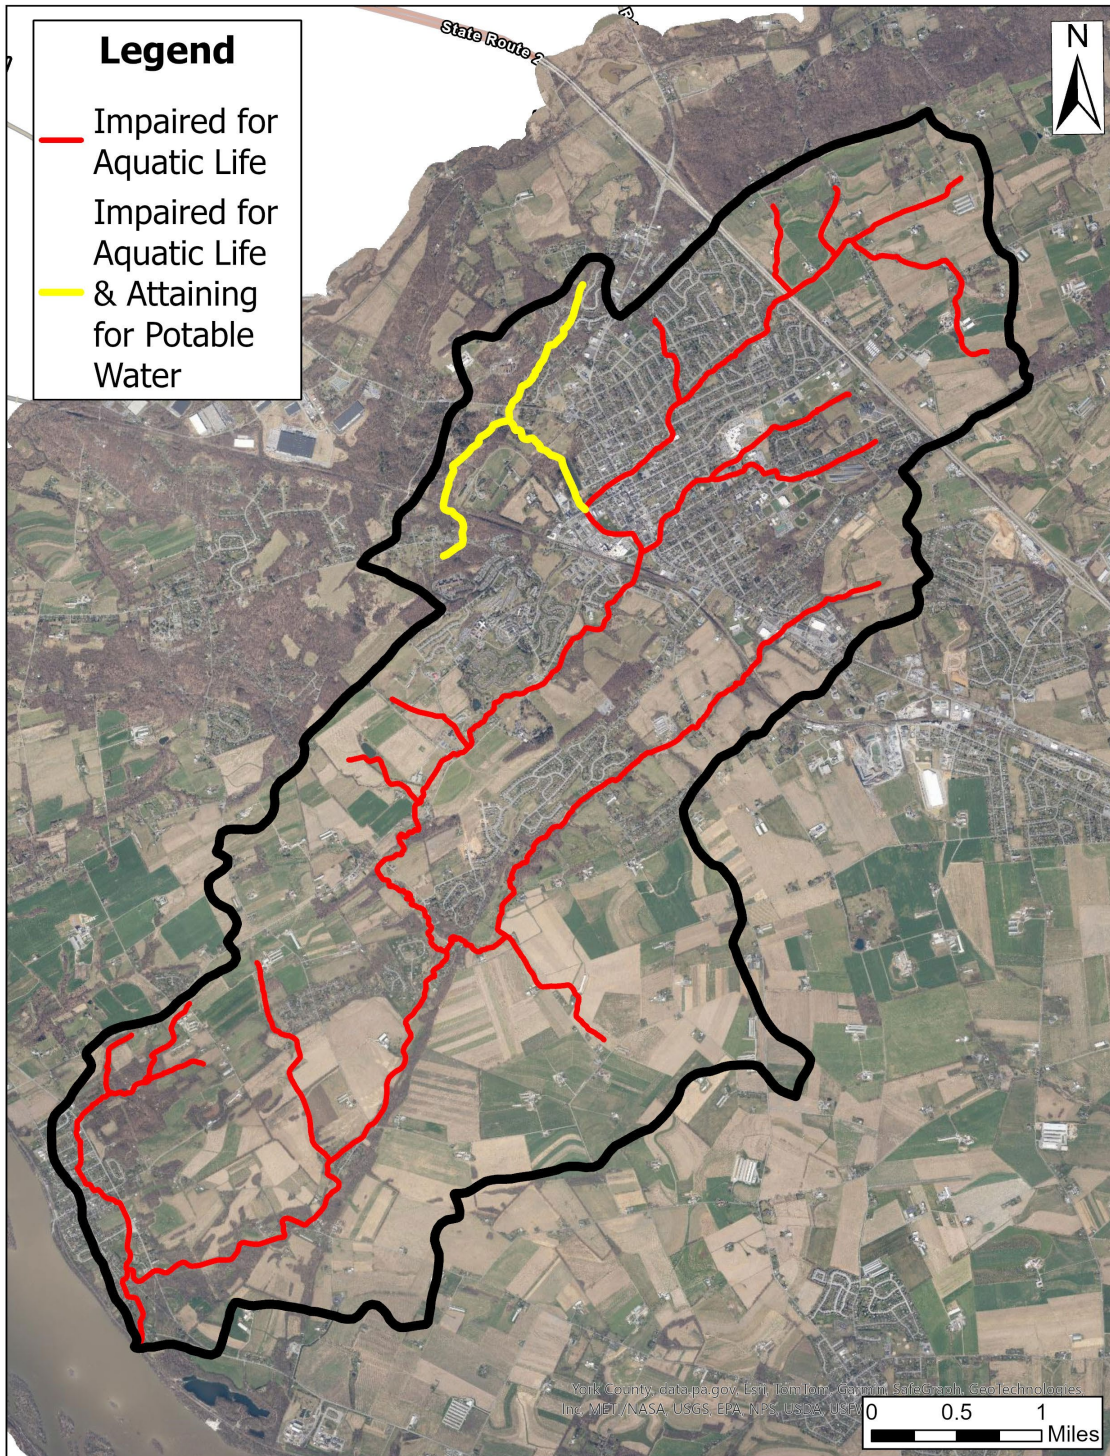 Legend
Impaired for
Aquatic Life
Impaired for
Aquatic Life
& Attaining
for Potable
Water
State Route 2
N
York County, data.pa.gov, Esri, TomTom, Garmin, SafeGraph, GeoTechnologies
Inc, METI/NASA, USGS, EPA, NPS, USDA, USFW
0 0.5 1
Miles